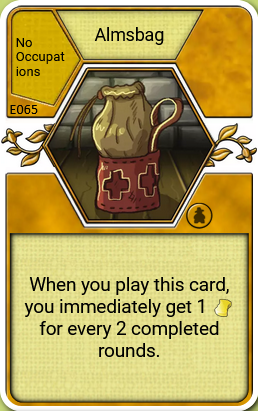 Almsbag
No
Occupat
ions
E065
When you play this card,
you immediately get 1
for every 2 completed
rounds.